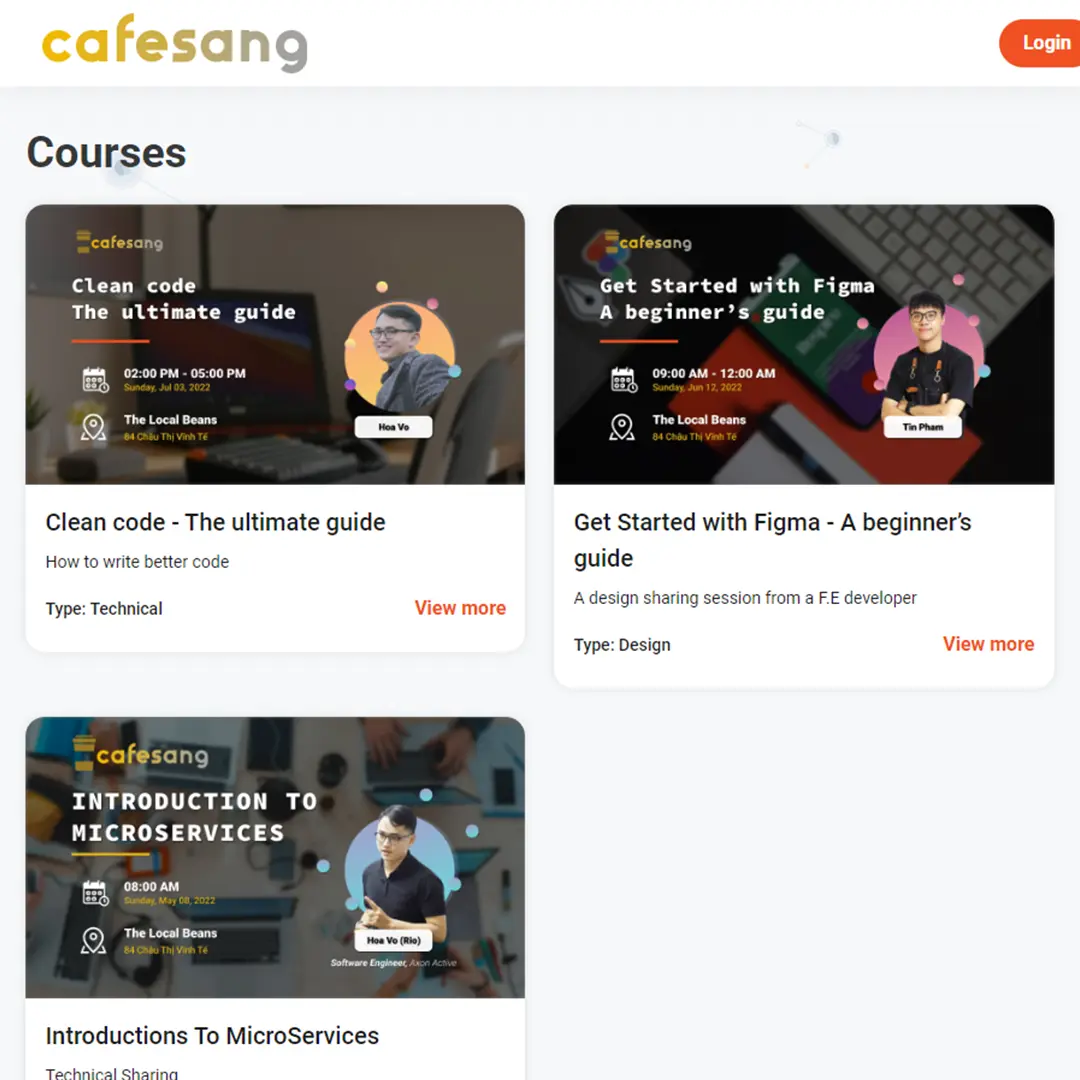 cafesang
Login
Courses
cafesang
Clean code
The ultimate guide
02:00 PM - 05:00 PM
Sunday, Jul 03, 2022
The Local Beans
84 Châu Thị Vĩnh Tế
Hoa Vo
Clean code - The ultimate guide
How to write better code
Type: Technical
View more
cafesang
Get Started with Figma
A beginner’s guide
09:00 AM - 12:00 AM
Sunday, Jun 12, 2022
The Local Beans
84 Châu Thị Vĩnh Tế
Tin Pham
Get Started with Figma - A beginner’s
guide
A design sharing session from a F.E developer
Type: Design
View more
cafesang
INTRODUCTION TO
MICROSERVICES
08:00 AM
Sunday, May 08, 2022
The Local Beans
84 Châu Thị Vĩnh Tế
Hoa Vo (Rio)
Software Engineer, Axon Active
Introductions To MicroServices
Technical Sharing